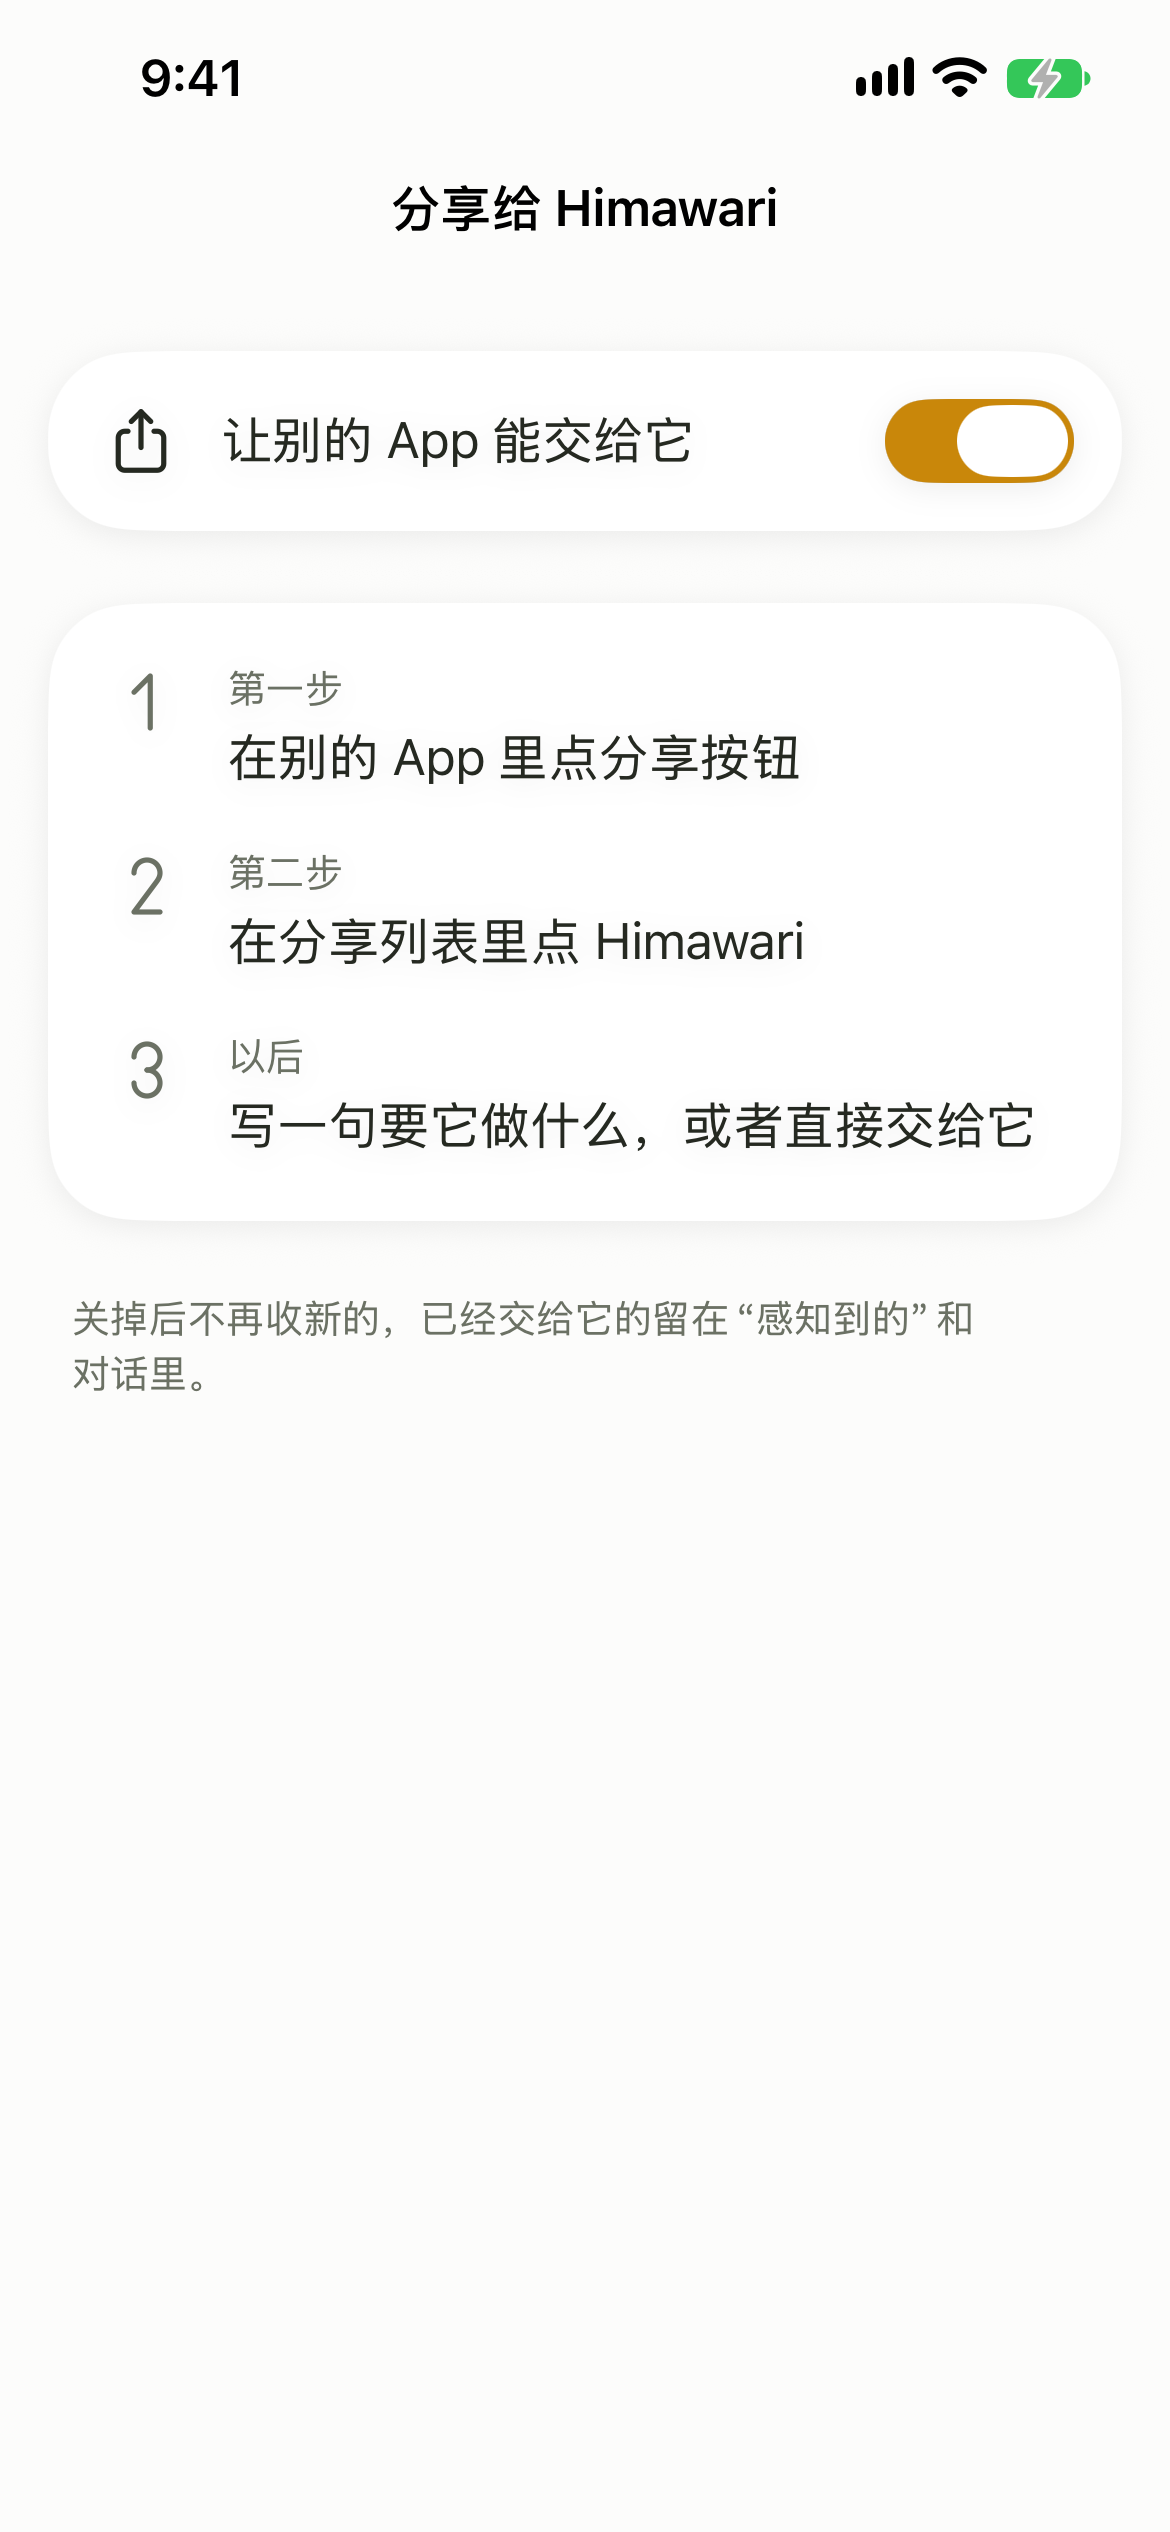 9:41
分享给 Himawari
让别的 App 能交给它
1
第一步
在别的 App 里点分享按钮
2
第二步
在分享列表里点 Himawari
3
以后
写一句要它做什么，或者直接交给它
关掉后不再收新的，已经交给它的留在 “感知到的” 和
对话里。